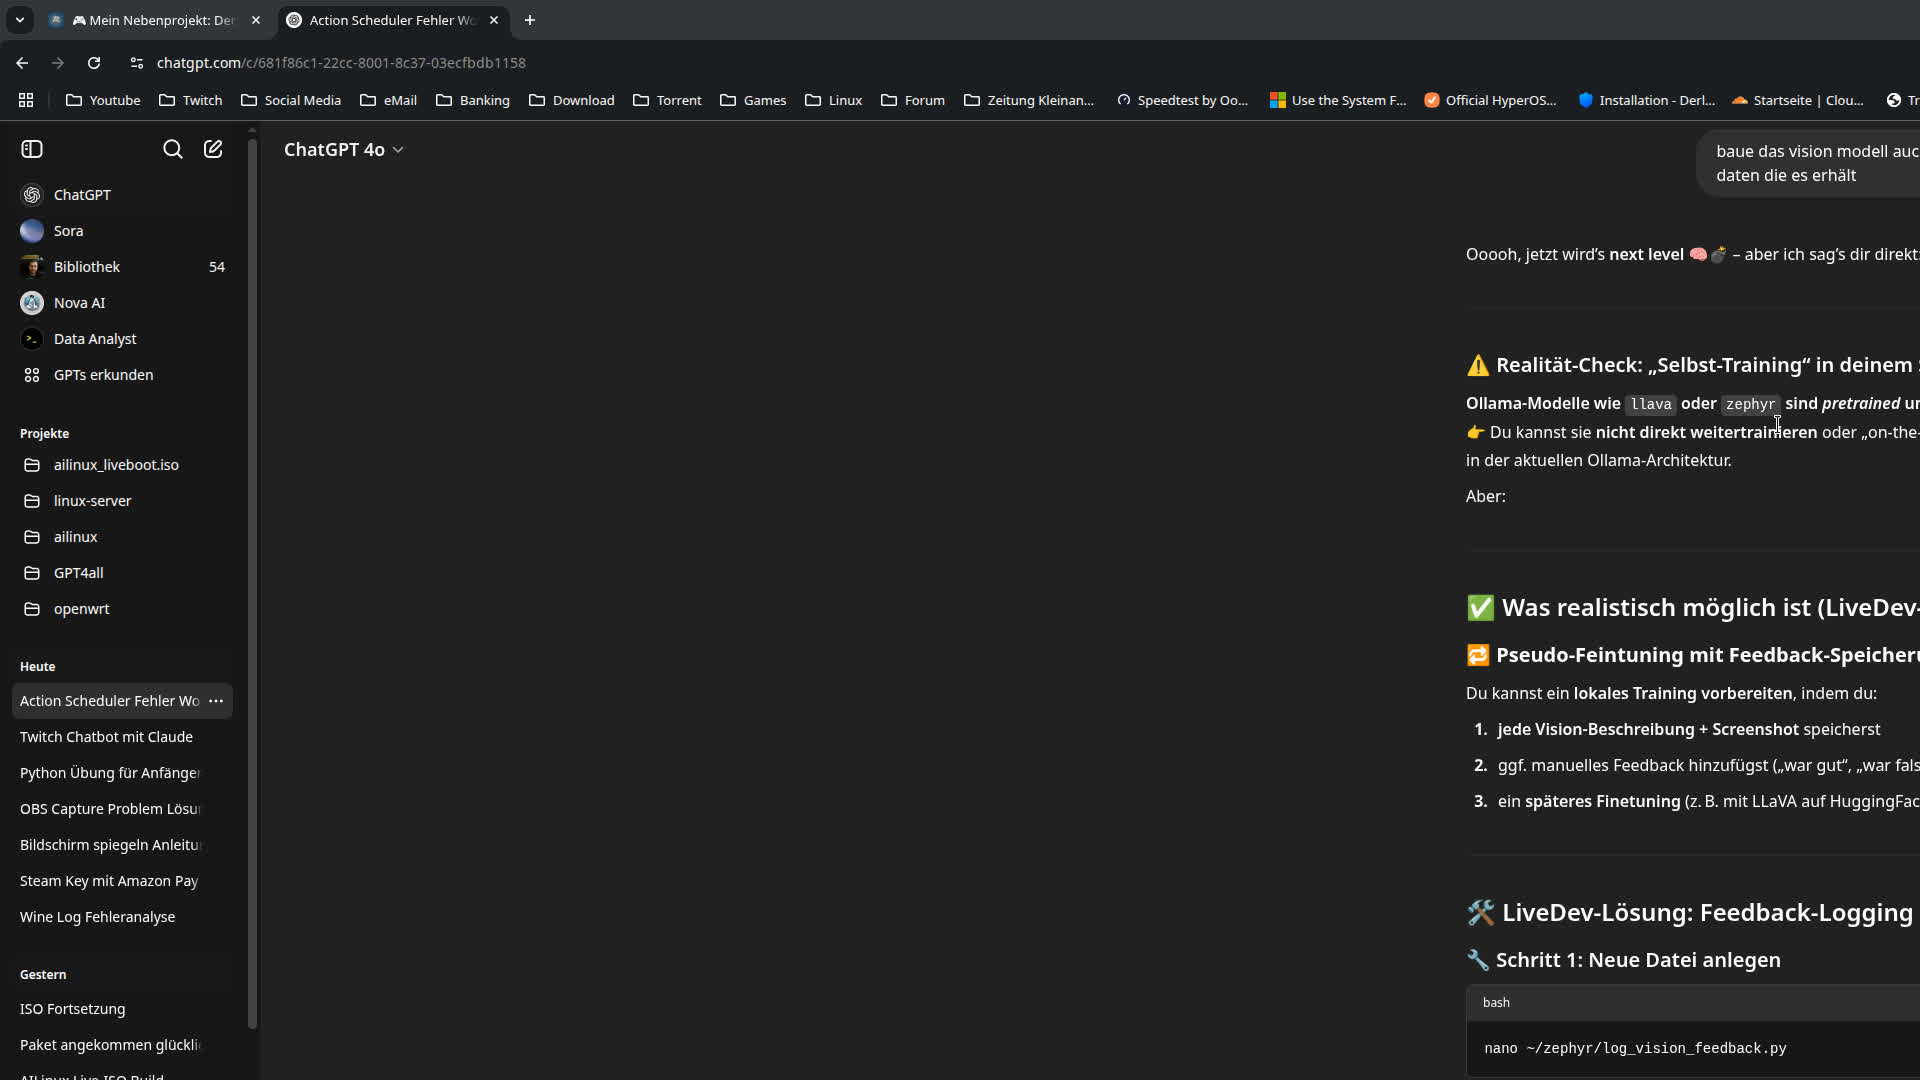 🎮 Mein Nebenprojekt: Der
Action Scheduler Fehler Wo
chatgpt.com/c/681f86c1-22cc-8001-8c37-03ecfbdb1158
Youtube
Twitch
Social Media
eMail
Banking
Download
Torrent
Games
Linux
Forum
Zeitung Kleinan...
Speedtest by Oo...
Use the System F...
Official HyperOS...
Installation - Derl...
Startseite | Clou...
Tr
ChatGPT
Sora
Bibliothek 54
Nova AI
Data Analyst
GPTs erkunden
Projekte
ailinux_liveboot.iso
linux-server
ailinux
GPT4all
openwrt
Heute
Action Scheduler Fehler Wo
Twitch Chatbot mit Claude
Python Übung für Anfänger
OBS Capture Problem Lösu
Bildschirm spiegeln Anleitu
Steam Key mit Amazon Pay
Wine Log Fehleranalyse
Gestern
ISO Fortsetzung
Paket angekommen glückli
AILinux Live-ISO Build
ChatGPT 4o
baue das vision modell auc
daten die es erhält
Ooooh, jetzt wird’s next level 🧠💣 – aber ich sag’s dir direkt:
⚠️ Realität-Check: „Selbst-Training“ in deinem
Ollama-Modelle wie llava oder zephyr sind pretrained un
👉 Du kannst sie nicht direkt weitertrainieren oder „on-the-
in der aktuellen Ollama-Architektur.
Aber:
✅ Was realistisch möglich ist (LiveDev-
🔁 Pseudo-Feintuning mit Feedback-Speicheru
Du kannst ein lokales Training vorbereiten, indem du:
1. jede Vision-Beschreibung + Screenshot speicherst
2. ggf. manuelles Feedback hinzufügst („war gut“, „war fals
3. ein späteres Finetuning (z. B. mit LLaVA auf HuggingFac
🛠️ LiveDev-Lösung: Feedback-Logging
🔧 Schritt 1: Neue Datei anlegen
bash
nano ~/zephyr/log_vision_feedback.py